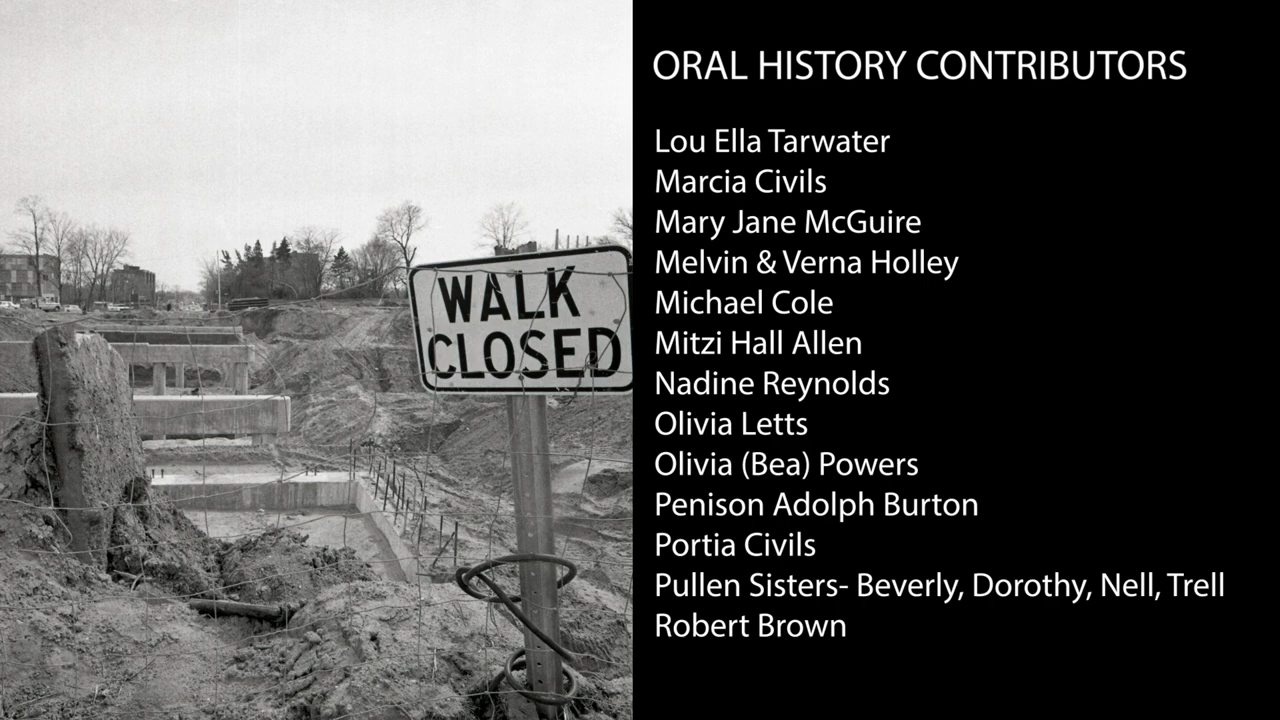 WALK
CLOSED
ORAL HISTORY CONTRIBUTORS
Lou Ella Tarwater
Marcia Civils
Mary Jane McGuire
Melvin & Verna Holley
Michael Cole
Mitzi Hall Allen
Nadine Reynolds
Olivia Letts
Olivia (Bea) Powers
Penison Adolph Burton
Portia Civils
Pullen Sisters- Beverly, Dorothy, Nell, Trell
Robert Brown